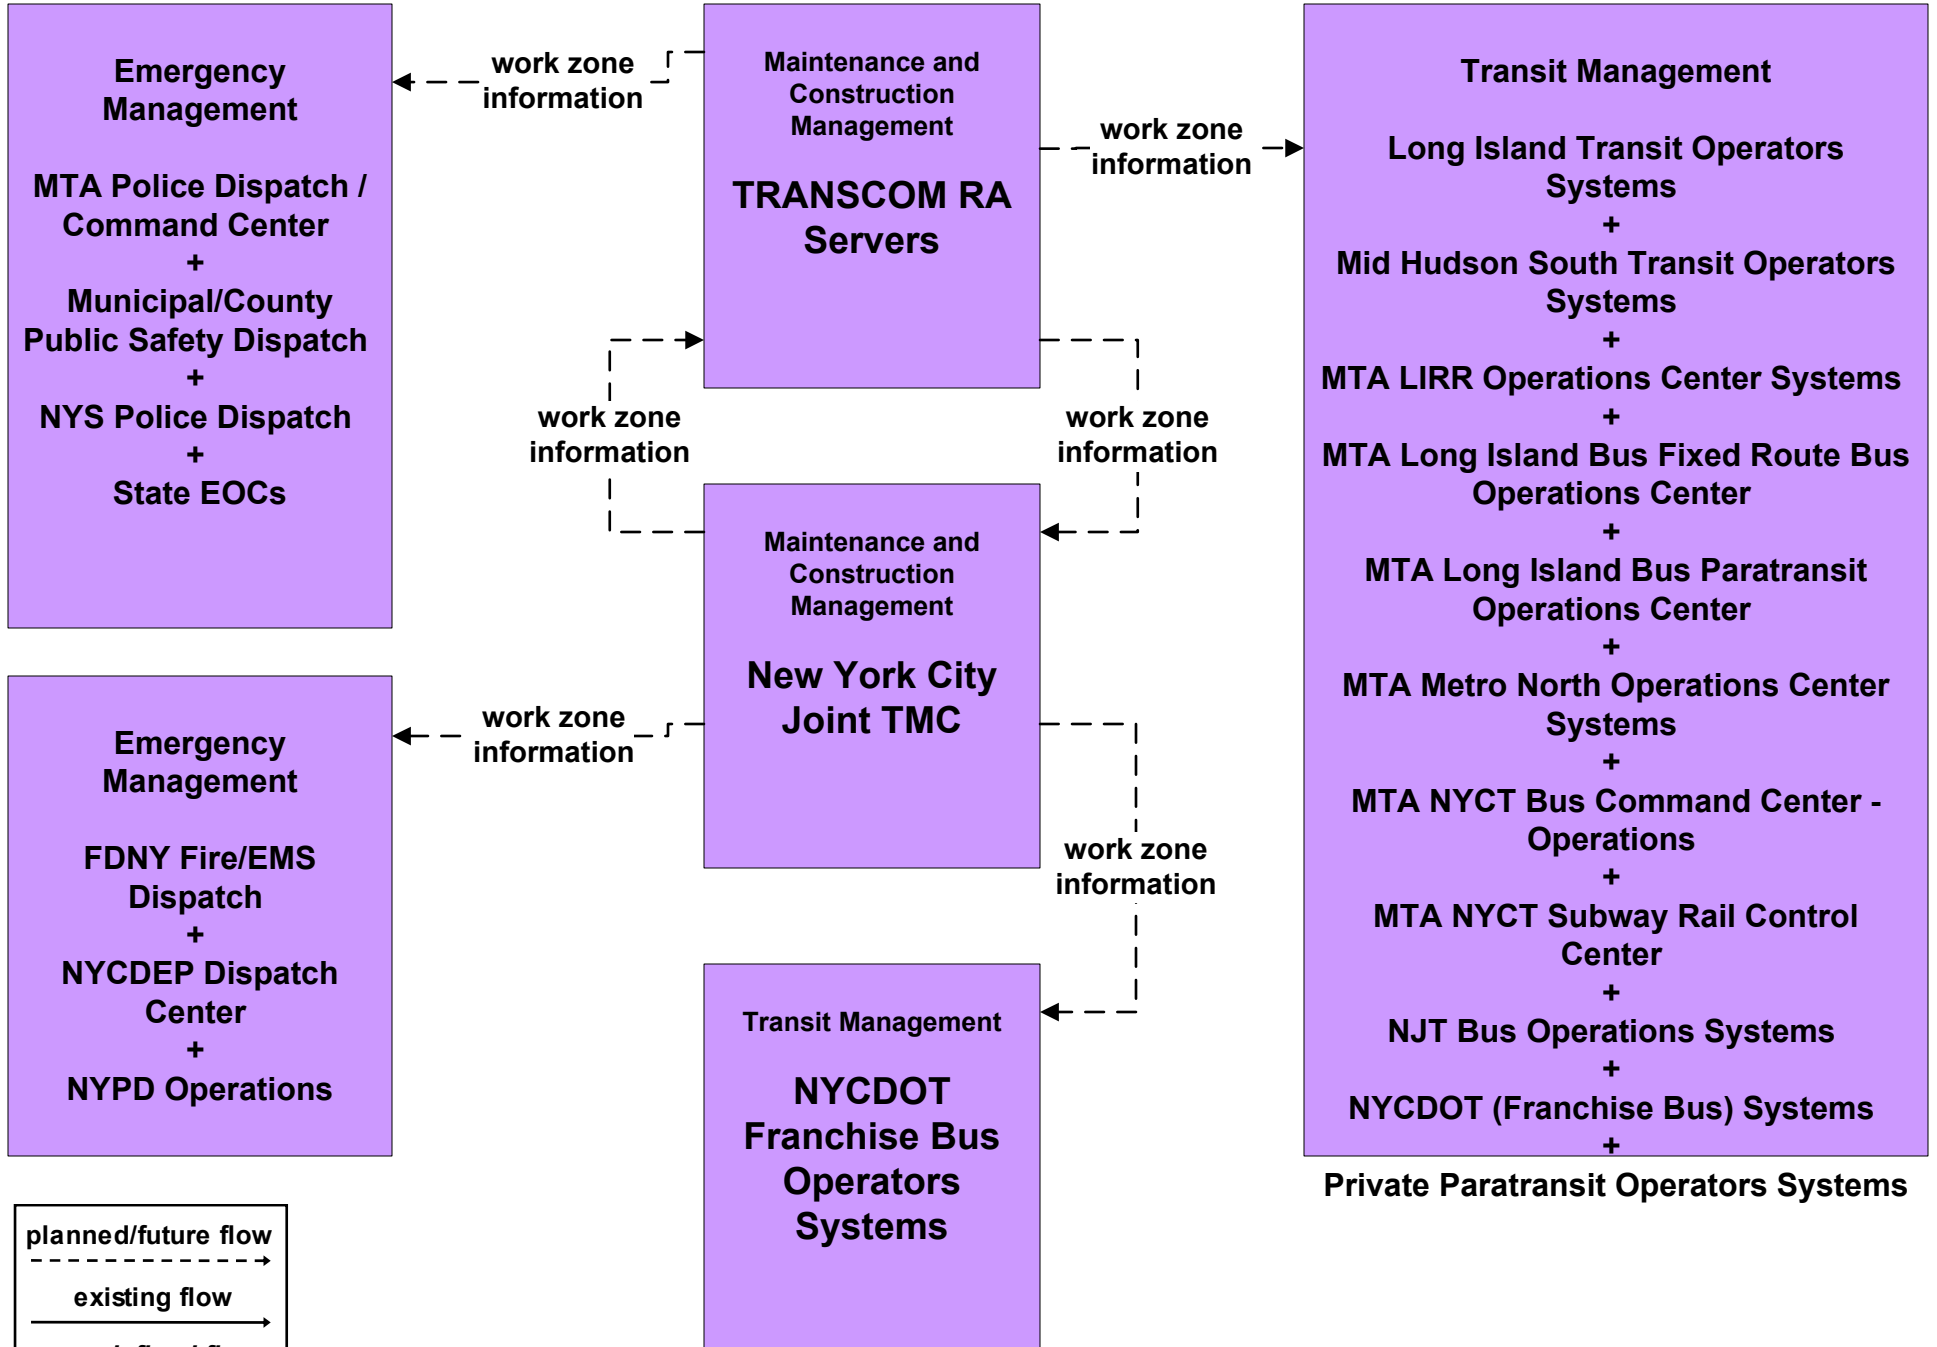 Emergency
Management
MTA Police Dispatch /
Command Center
+
Municipal/County
Public Safety Dispatch
+
NYS Police Dispatch
+
State EOCs
work zone
information
Maintenance and
Construction
Management
TRANSCOM RA
Servers
work zone
information
Transit Management
Long Island Transit Operators
Systems
+
Mid Hudson South Transit Operators
Systems
+
MTA LIRR Operations Center Systems
+
MTA Long Island Bus Fixed Route Bus
Operations Center
+
MTA Long Island Bus Paratransit
Operations Center
+
MTA Metro North Operations Center
Systems
+
MTA NYCT Bus Command Center -
Operations
+
MTA NYCT Subway Rail Control
Center
+
NJT Bus Operations Systems
+
NYCDOT (Franchise Bus) Systems
+
Private Paratransit Operators Systems
work zone
information
work zone
information
Maintenance and
Construction
Management
New York City
Joint TMC
work zone
information
Emergency
Management
FDNY Fire/EMS
Dispatch
+
NYCDEP Dispatch
Center
+
NYPD Operations
work zone
information
Transit Management
NYCDOT
Franchise Bus
Operators
Systems
planned/future flow
existing flow